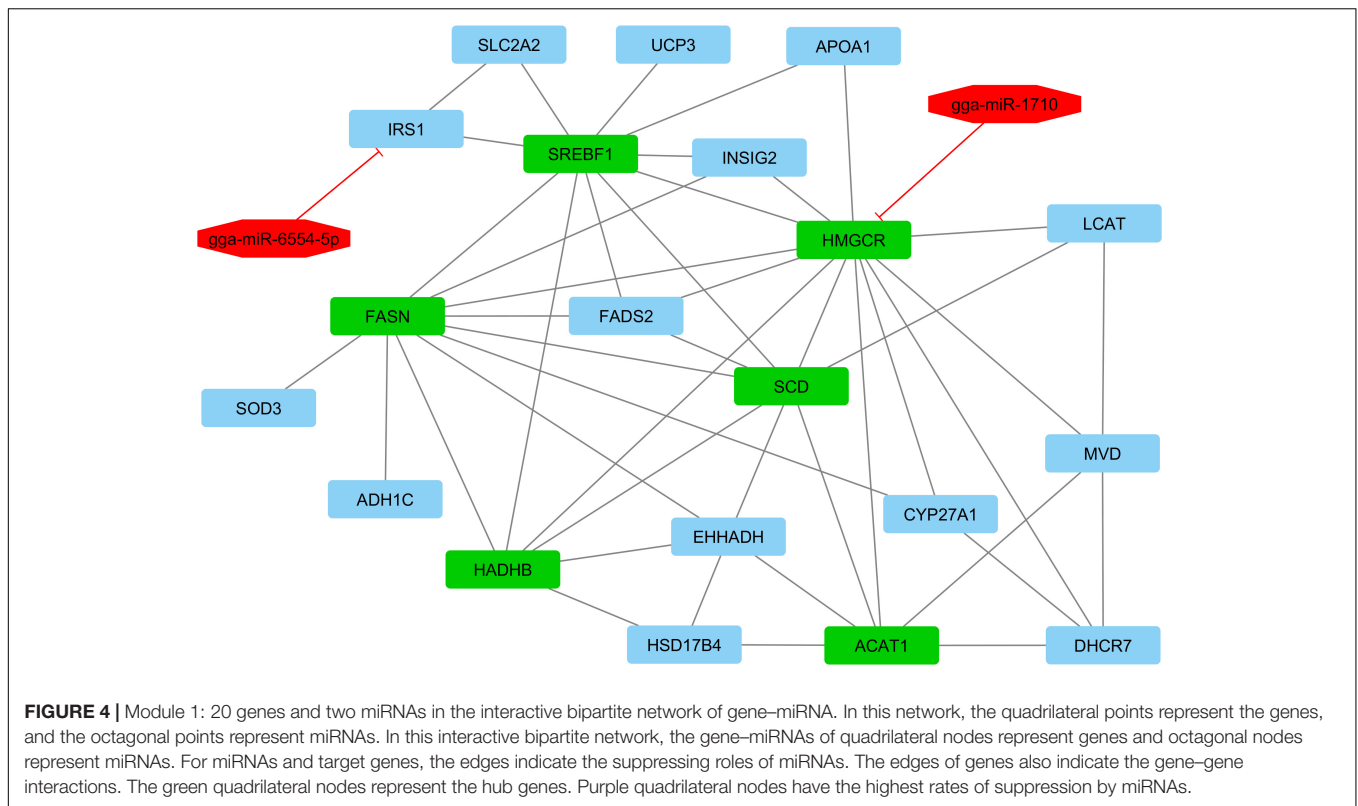 SLC2A2
UCP3
APOA1
gga-miR-1710
IRS1
SREBF1
INSIG2
gga-miR-6554-5p
HMGCR
LCAT
FASN
FADS2
SCD
SOD3
MVD
ADH1C
CYP27A1
EHHADH
HADHB
HSD17B4
ACAT1
DHCR7
FIGURE 4 | Module 1: 20 genes and two miRNAs in the interactive bipartite network of gene–miRNA. In this network, the quadrilateral points represent the genes,
and the octagonal points represent miRNAs. In this interactive bipartite network, the gene–miRNAs of quadrilateral nodes represent genes and octagonal nodes
represent miRNAs. For miRNAs and target genes, the edges indicate the suppressing roles of miRNAs. The edges of genes also indicate the gene–gene
interactions. The green quadrilateral nodes represent the hub genes. Purple quadrilateral nodes have the highest rates of suppression by miRNAs.